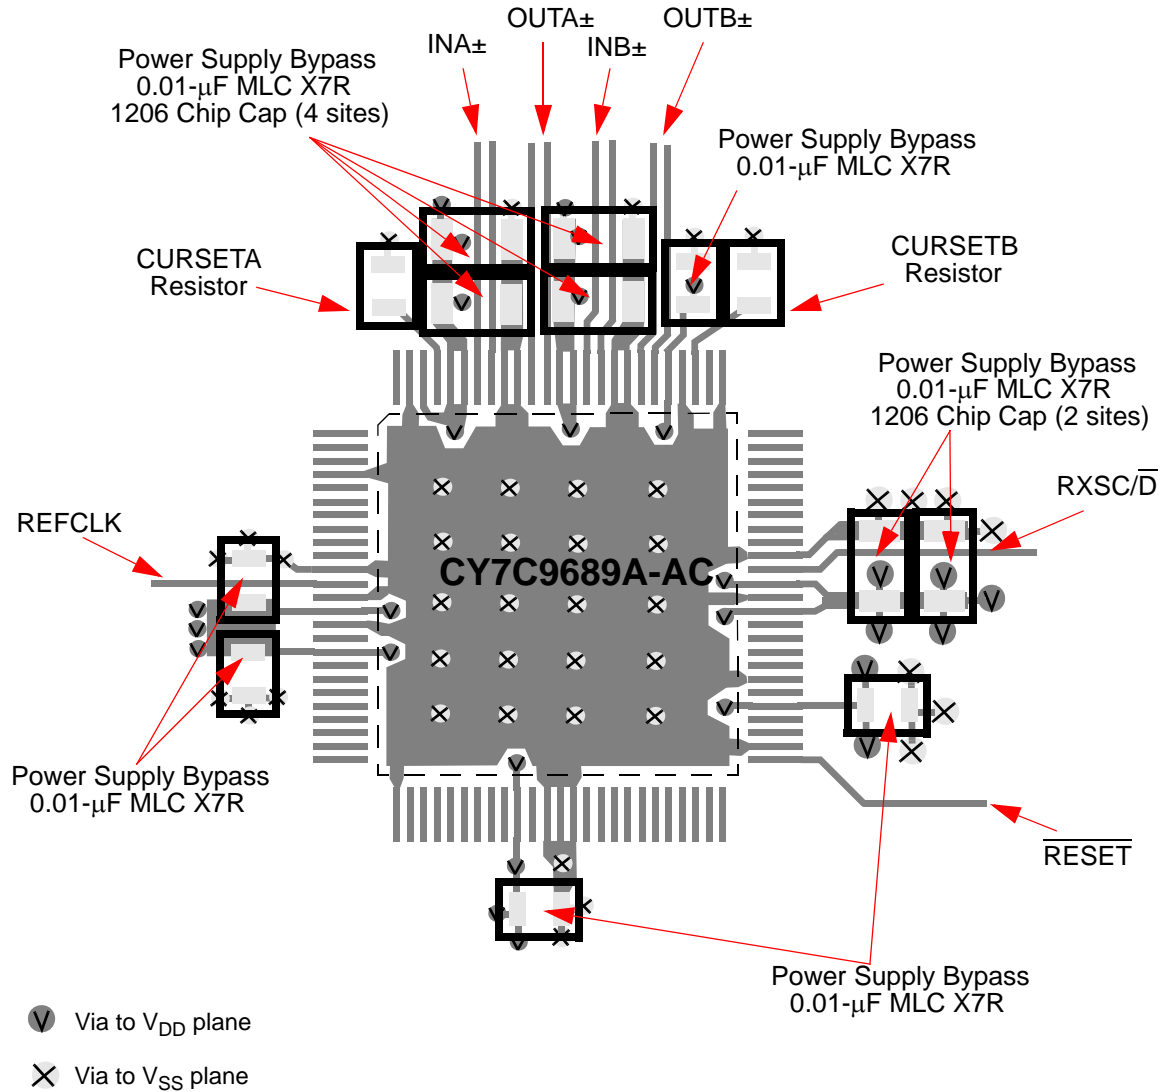 OUTA±
OUTB±
INA±
INB±
Power Supply Bypass
0.01-μF MLC X7R
1206 Chip Cap (4 sites)
Power Supply Bypass
0.01-μF MLC X7R
CURSETA
Resistor
CURSETB
Resistor
Power Supply Bypass
0.01-μF MLC X7R
1206 Chip Cap (2 sites)
RXSC/D̅
REFCLK
CY7C9689A-AC
Power Supply Bypass
0.01-μF MLC X7R
R̅E̅S̅E̅T̅
Power Supply Bypass
0.01-μF MLC X7R
V Via to VDD plane
X Via to VSS plane